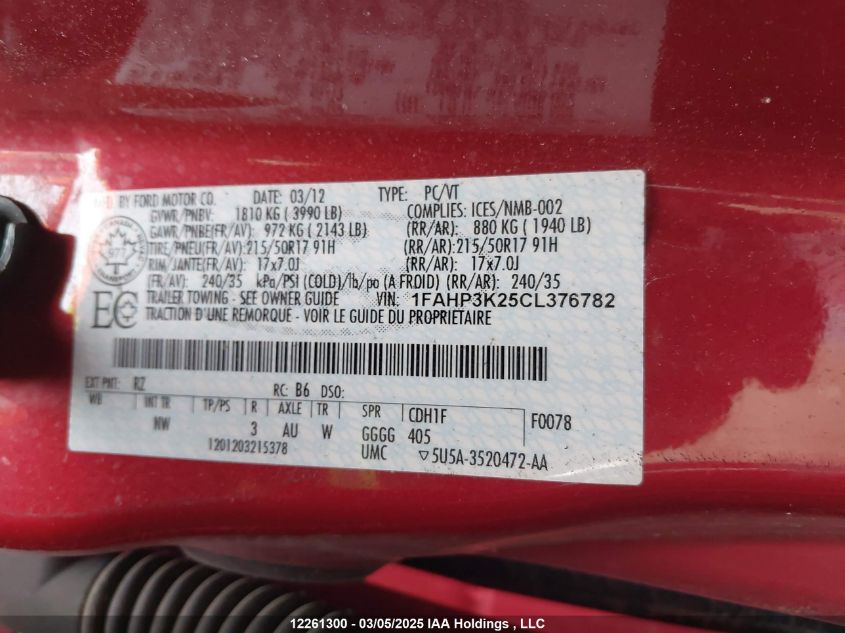 BY FORD MOTOR CO. DATE: 03/12 TYPE: PC/VT
GVWR/PNBV: 1810 KG ( 3990 LB) COMPLIES: ICES/NMB-002
GAWR/PNBE(FR/AV): 972 KG ( 2143 LB) (RR/AR): 880 KG ( 1940 LB)
TIRE/PNEU(FR/AV): 215/50R17 91H (RR/AR): 215/50R17 91H
RIM/JANTE(FR/AV): 17x7.0J (RR/AR): 17x7.0J
(FR/AV): 240/35 kPa/PSI (COLD)/lb/po (A FROID) (RR/AR): 240/35
TRAILER TOWING - SEE OWNER GUIDE VIN: 1FAHP3K25CL376782
EC TRACTION D'UNE REMORQUE - VOIR LE GUIDE DU PROPRIETAIRE
EXT PNT: RZ RC: B6 DSO:
WB INT TR TP/PS R AXLE TR SPR CDH1F F0078
NW 3 AU W GGGG 405
1201203215378 UMC ▽5U5A-3520472-AA
12261300 - 03/05/2025 IAA Holdings , LLC